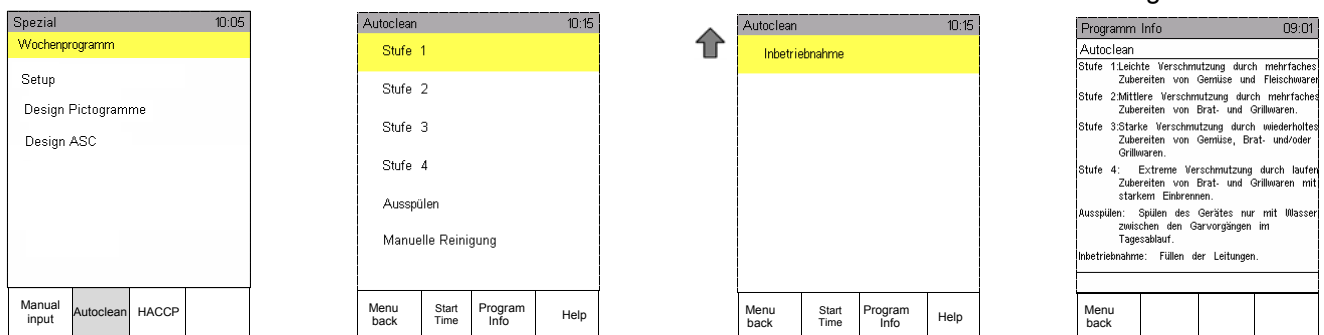 Spezial 10:05
Wochenprogramm
Setup
Design Pictogramme
Design ASC
Manual input
Autoclean
HACCP
Autoclean 10:15
Stufe 1
Stufe 2
Stufe 3
Stufe 4
Ausspülen
Manuelle Reinigung
Menu back
Start Time
Program Info
Help
Autoclean 10:15
Inbetriebnahme
Menu back
Start Time
Program Info
Help
Programm Info 09:01
Autoclean
Stufe 1:Leichte Verschmutzung durch mehrfaches
Zubereiten von Gemüse und Fleischwaren
Stufe 2:Mittlere Verschmutzung durch mehrfaches
Zubereiten von Brat- und Grillwaren.
Stufe 3:Starke Verschmutzung durch wiederholtes
Zubereiten von Gemüse, Brat- und/oder
Grillwaren.
Stufe 4: Extreme Verschmutzung durch laufen
Zubereiten von Brat- und Grillwaren mit
starkem Einbrennen.
Ausspülen: Spülen des Gerätes nur mit Wasser
zwischen den Garvorgängen im
Tagesablauf.
Inbetriebnahme: Füllen der Leitungen.
Menu back